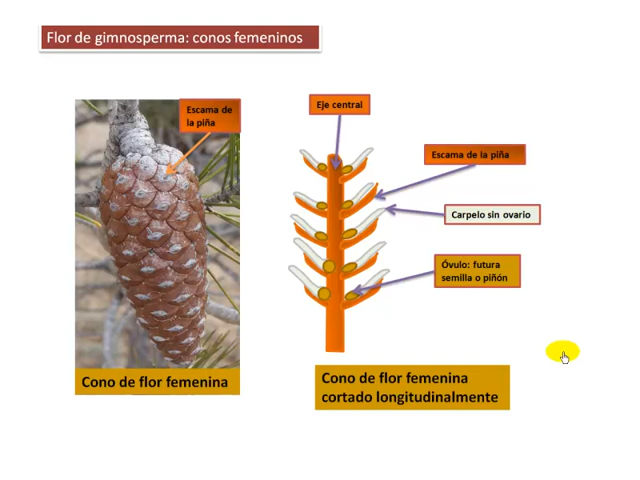 Flor de gimnosperma: conos femeninos
Escama de
la piña
Eje central
Escama de la piña
Carpelo sin ovario
Óvulo: futura
semilla o piñón
Cono de flor femenina
Cono de flor femenina
cortado longitudinalmente